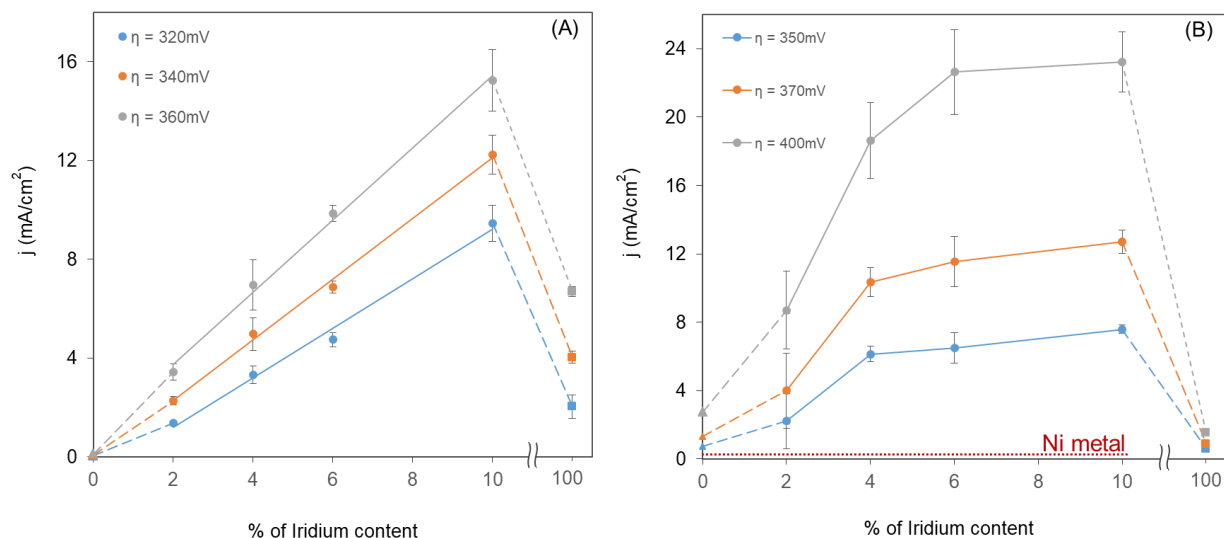 (A)
η = 320mV
η = 340mV
η = 360mV
j (mA/cm²)
16
12
8
4
0
0 2 4 6 8 10 100
% of Iridium content
(B)
η = 350mV
η = 370mV
η = 400mV
j (mA/cm²)
24
20
16
12
8
4
0
Ni metal
0 2 4 6 8 10 100
% of Iridium content